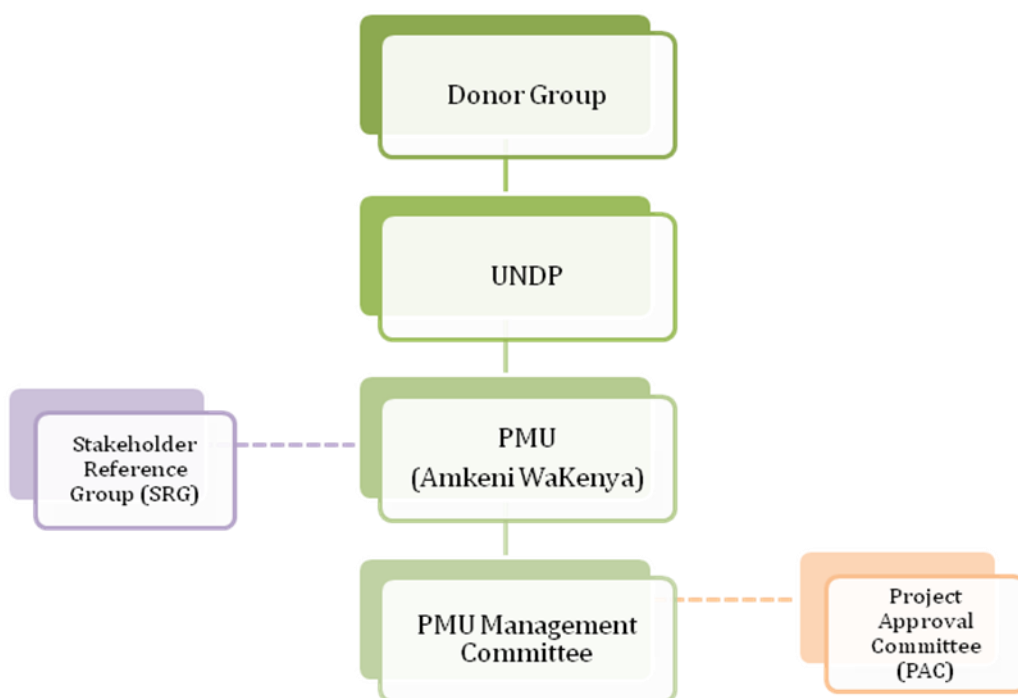 Donor Group
UNDP
PMU
(Amkeni WaKenya)
Stakeholder
Reference
Group (SRG)
PMU Management
Committee
Project
Approval
Committee
(PAC)